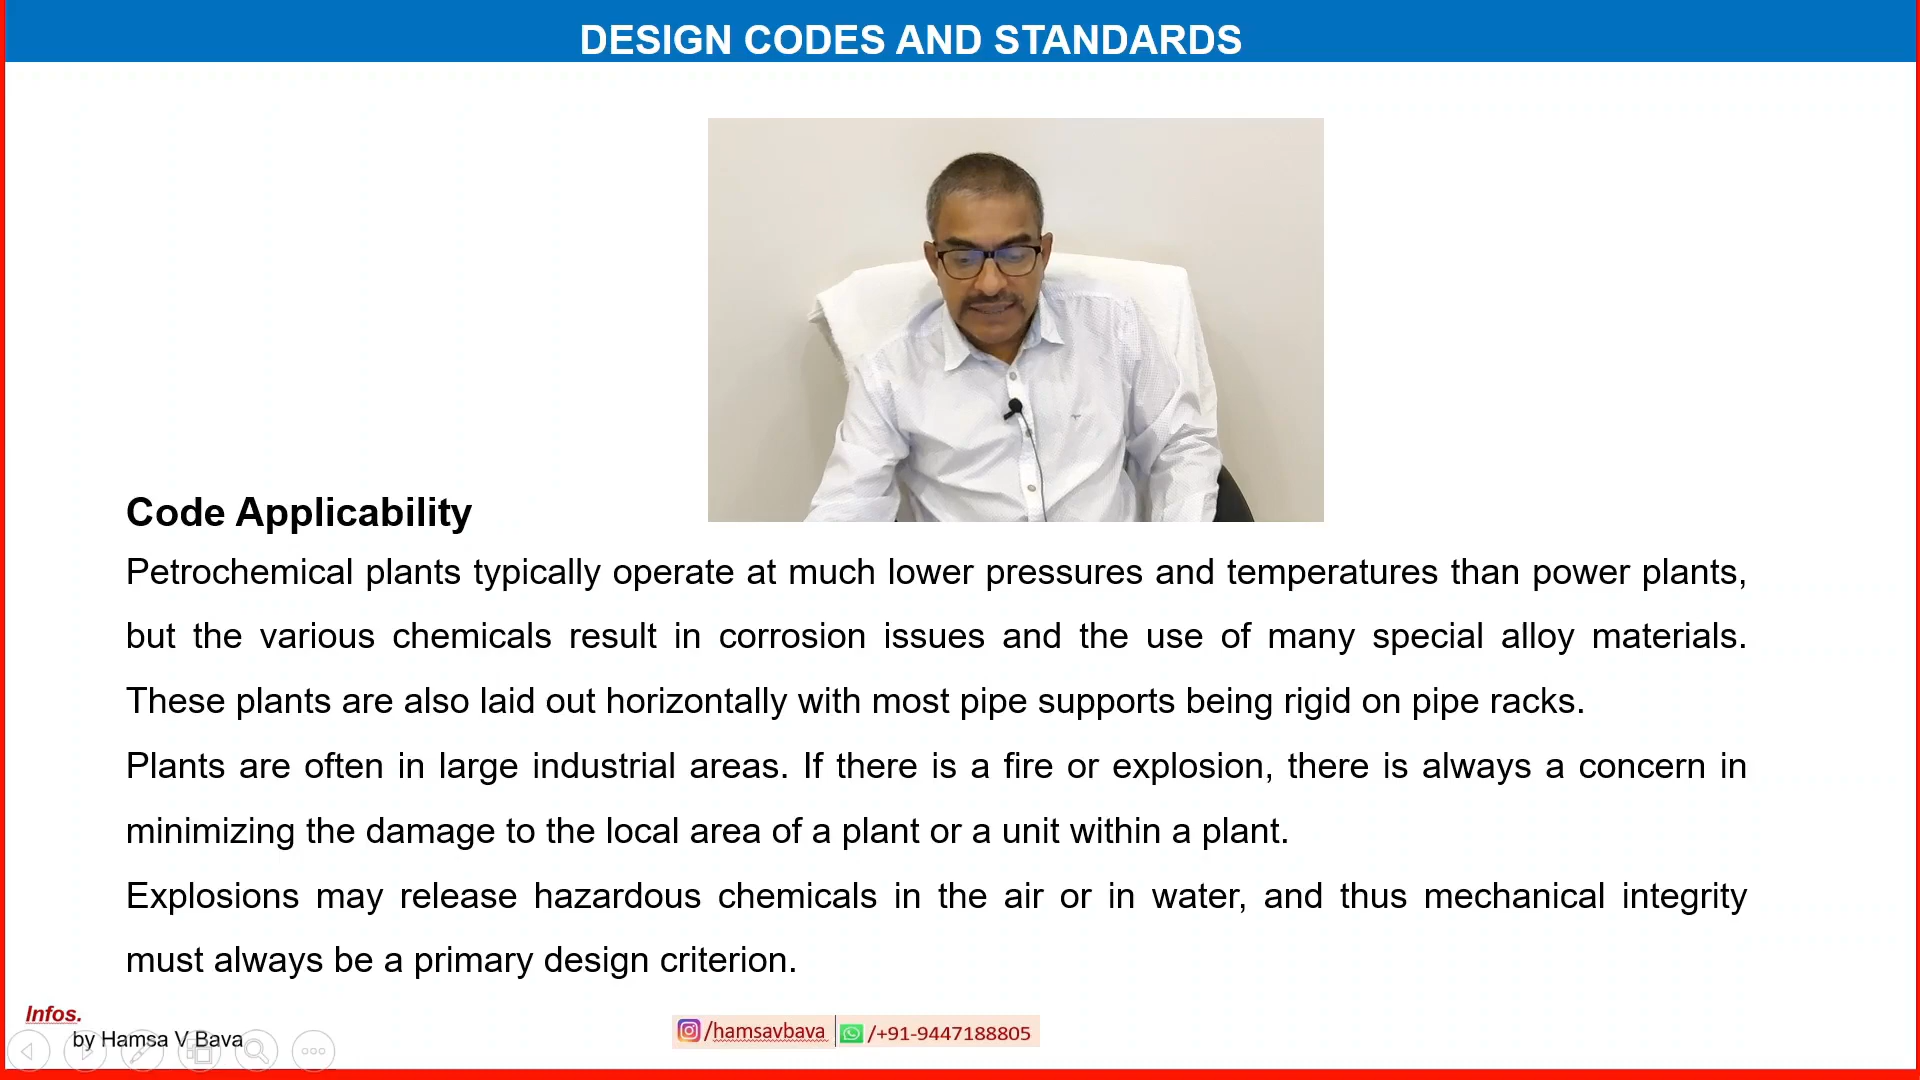 DESIGN CODES AND STANDARDS
Code Applicability
Petrochemical plants typically operate at much lower pressures and temperatures than power plants,
but the various chemicals result in corrosion issues and the use of many special alloy materials.
These plants are also laid out horizontally with most pipe supports being rigid on pipe racks.
Plants are often in large industrial areas. If there is a fire or explosion, there is always a concern in
minimizing the damage to the local area of a plant or a unit within a plant.
Explosions may release hazardous chemicals in the air or in water, and thus mechanical integrity
must always be a primary design criterion.
Infos.
by Hamsa V Bava
/hamsavbava
/+91-9447188805